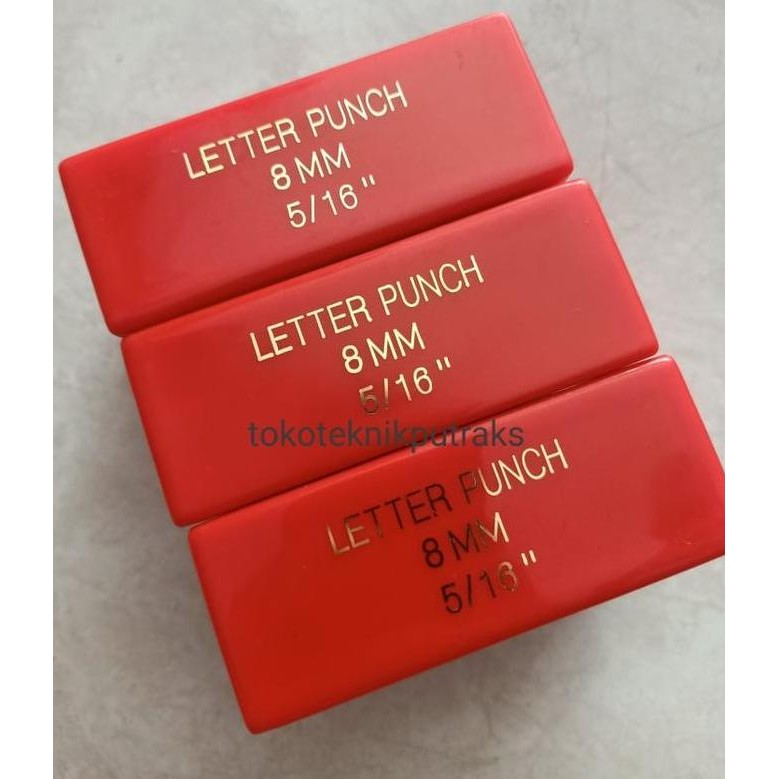 LETTER PUNCH
8 MM
5/16"
LETTER PUNCH
8 MM
5/16"
tokoteknikputraks
LETTER PUNCH
8 MM
5/16"